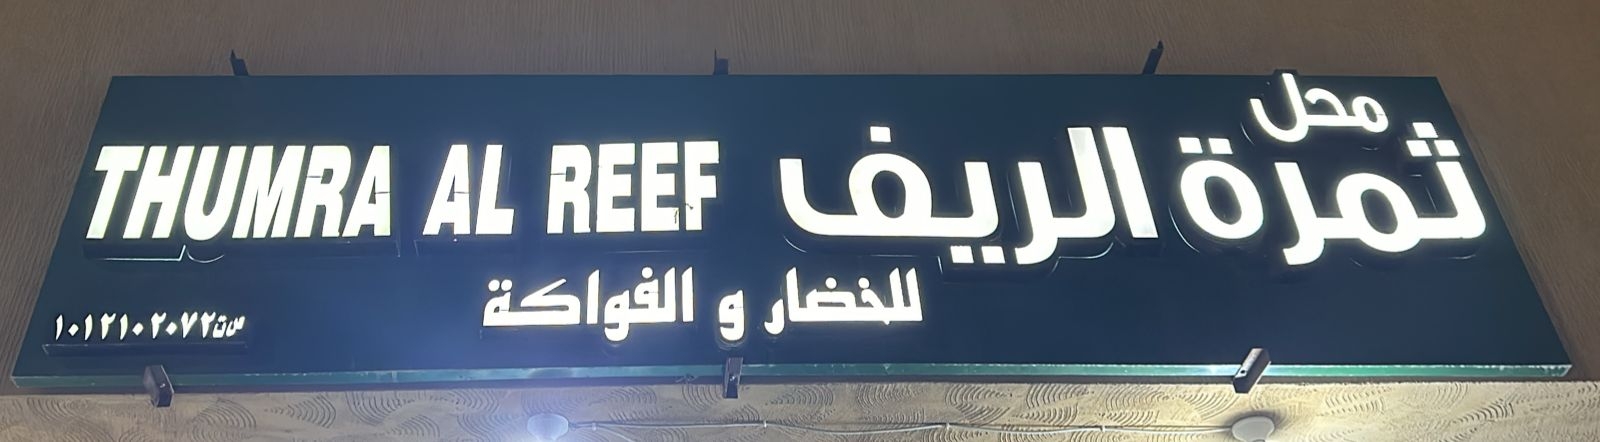 محل
ثمرة الريف
THUMRA AL REEF
للخضار و الفواكة
س ت ١٠١٢١٠٢٠٧٢